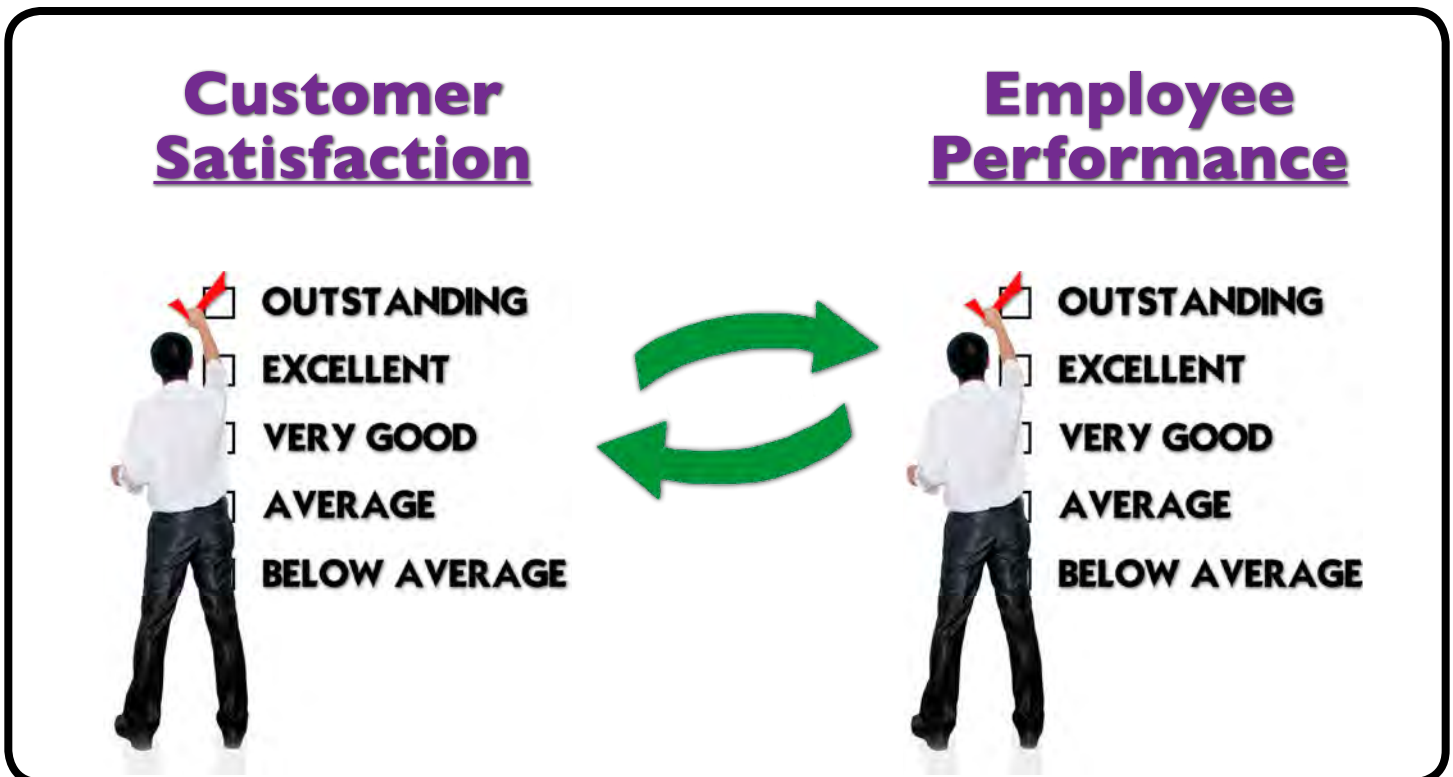 Customer
Satisfaction
OUTSTANDING
EXCELLENT
VERY GOOD
AVERAGE
BELOW AVERAGE
Employee
Performance
OUTSTANDING
EXCELLENT
VERY GOOD
AVERAGE
BELOW AVERAGE